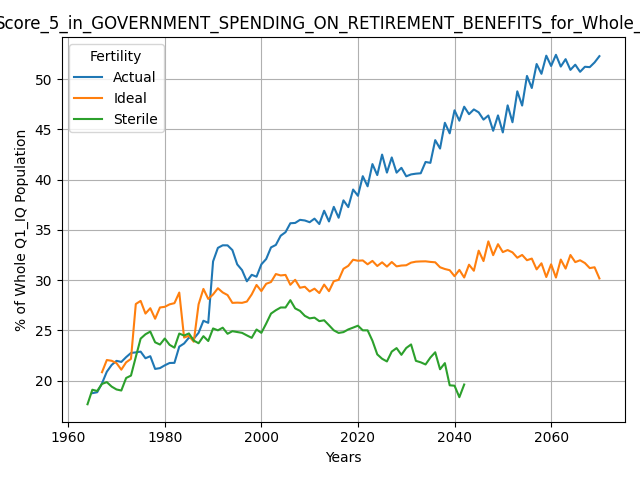 Score_5_in_GOVERNMENT_SPENDING_ON_RETIREMENT_BENEFITS_for_Whole_
Fertility
Actual
Ideal
Sterile
% of Whole Q1_IQ Population
50
45
40
35
30
25
20
1960 1980 2000 2020 2040 2060
Years